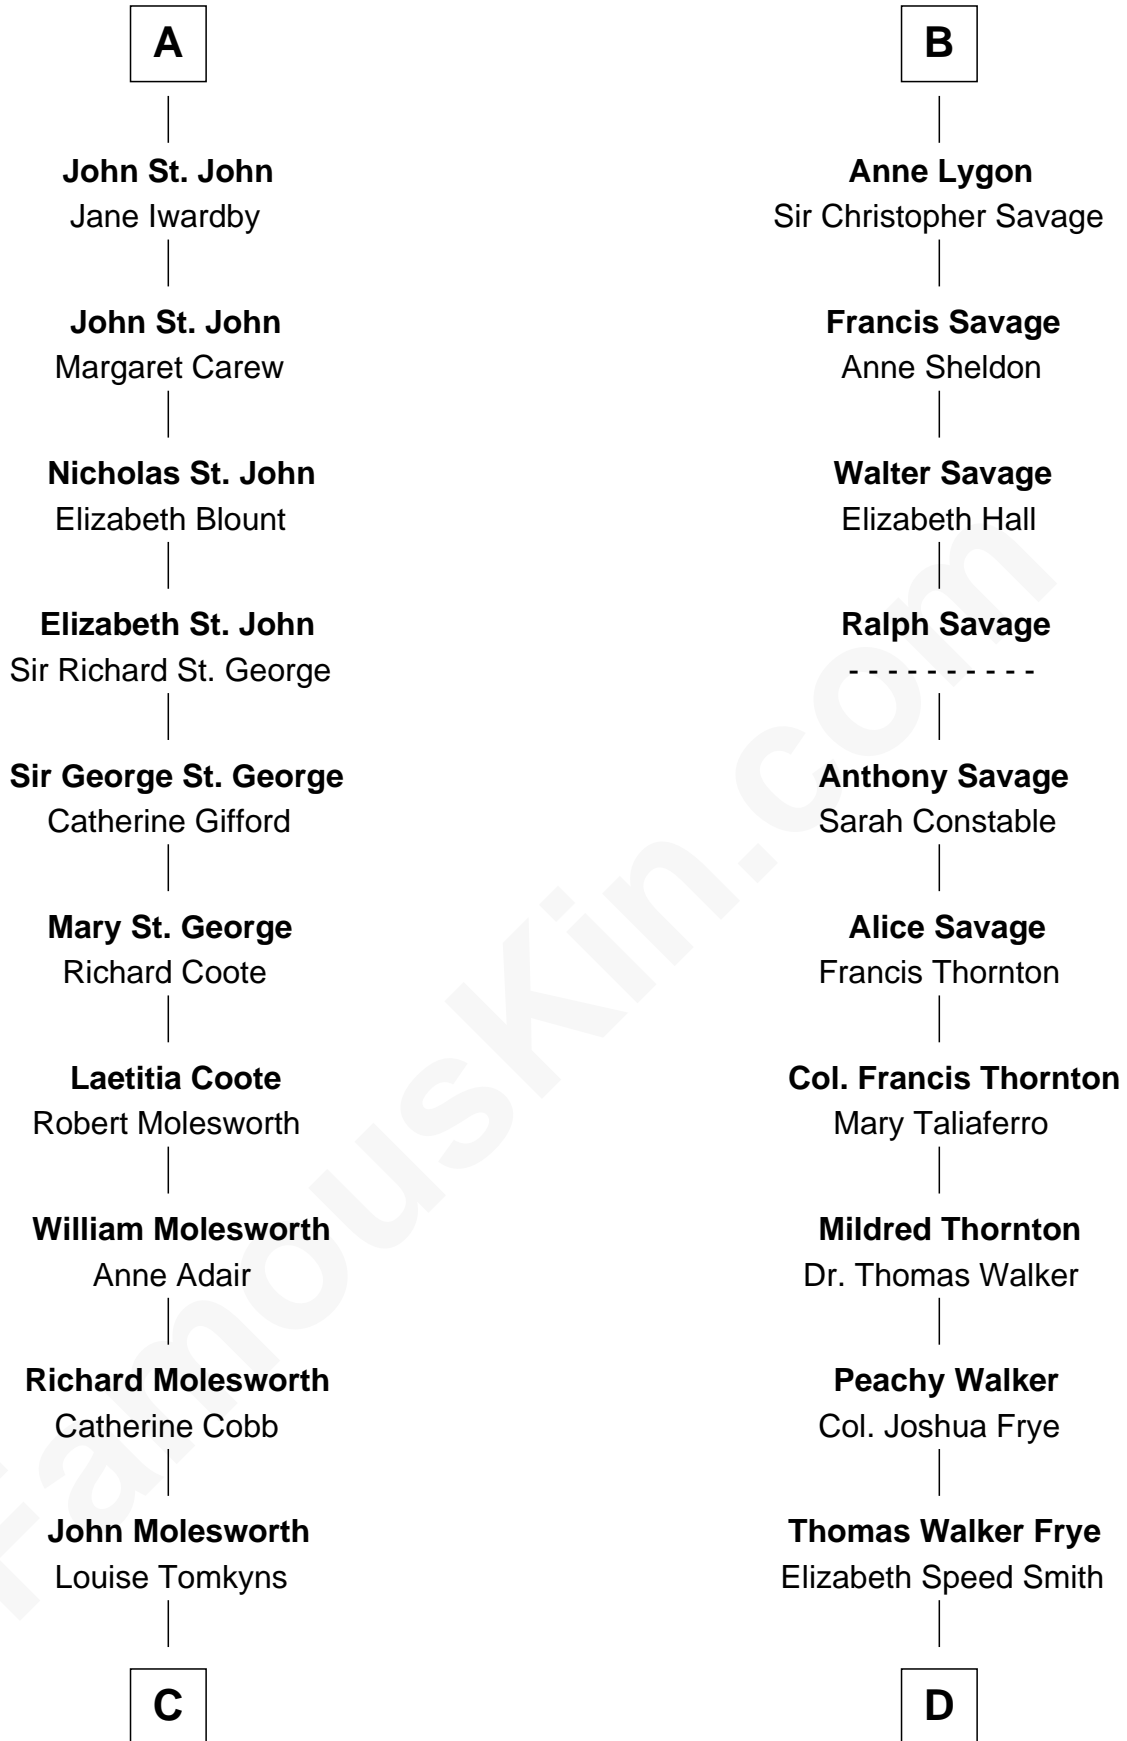 A
John St. John
Jane Iwardby
John St. John
Margaret Carew
Nicholas St. John
Elizabeth Blount
Elizabeth St. John
Sir Richard St. George
Sir George St. George
Catherine Gifford
Mary St. George
Richard Coote
Laetitia Coote
Robert Molesworth
William Molesworth
Anne Adair
Richard Molesworth
Catherine Cobb
John Molesworth
Louise Tomkyns
C
B
Anne Lygon
Sir Christopher Savage
Francis Savage
Anne Sheldon
Walter Savage
Elizabeth Hall
Ralph Savage
- - - - - - - - - -
Anthony Savage
Sarah Constable
Alice Savage
Francis Thornton
Col. Francis Thornton
Mary Taliaferro
Mildred Thornton
Dr. Thomas Walker
Peachy Walker
Col. Joshua Frye
Thomas Walker Frye
Elizabeth Speed Smith
D
FamousKin.com